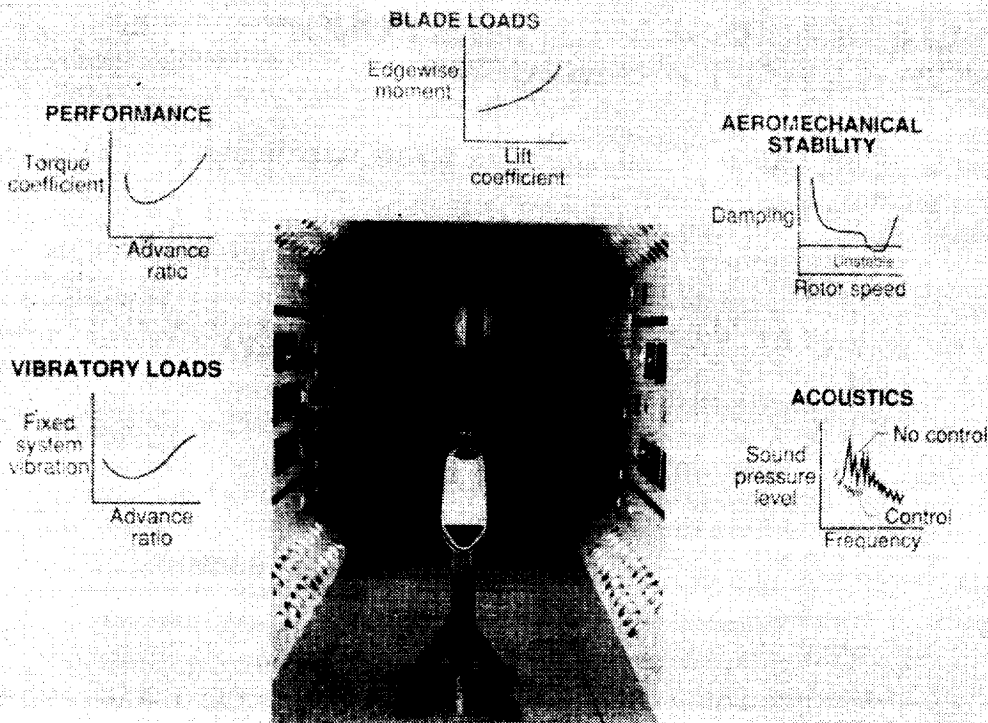 BLADE LOADS
Edgewise
moment
Lift
coefficient
PERFORMANCE
Torque
coefficient
Advance
ratio
AEROMECHANICAL
STABILITY
Damping
Unstable
Rotor speed
VIBRATORY LOADS
Fixed
system
vibration
Advance
ratio
ACOUSTICS
No control
Sound
pressure
level
Control
Frequency